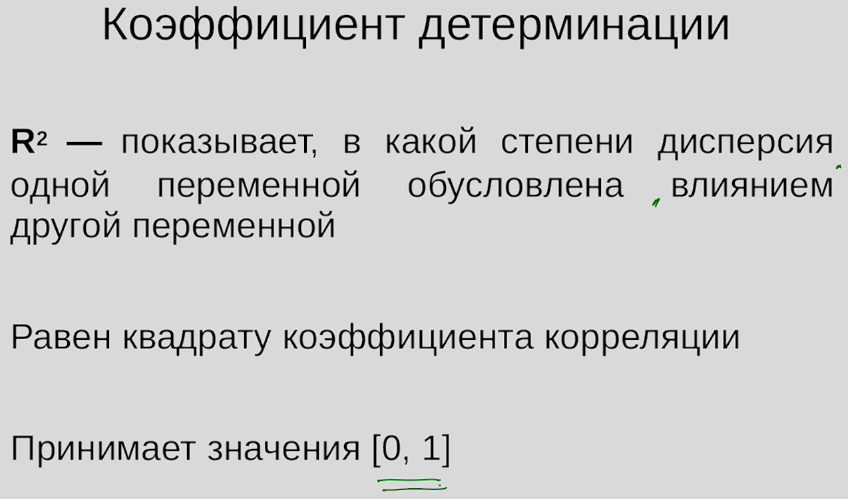 Коэффициент детерминации
R² — показывает, в какой степени дисперсия
одной переменной обусловлена влиянием
другой переменной
Равен квадрату коэффициента корреляции
Принимает значения [0, 1]